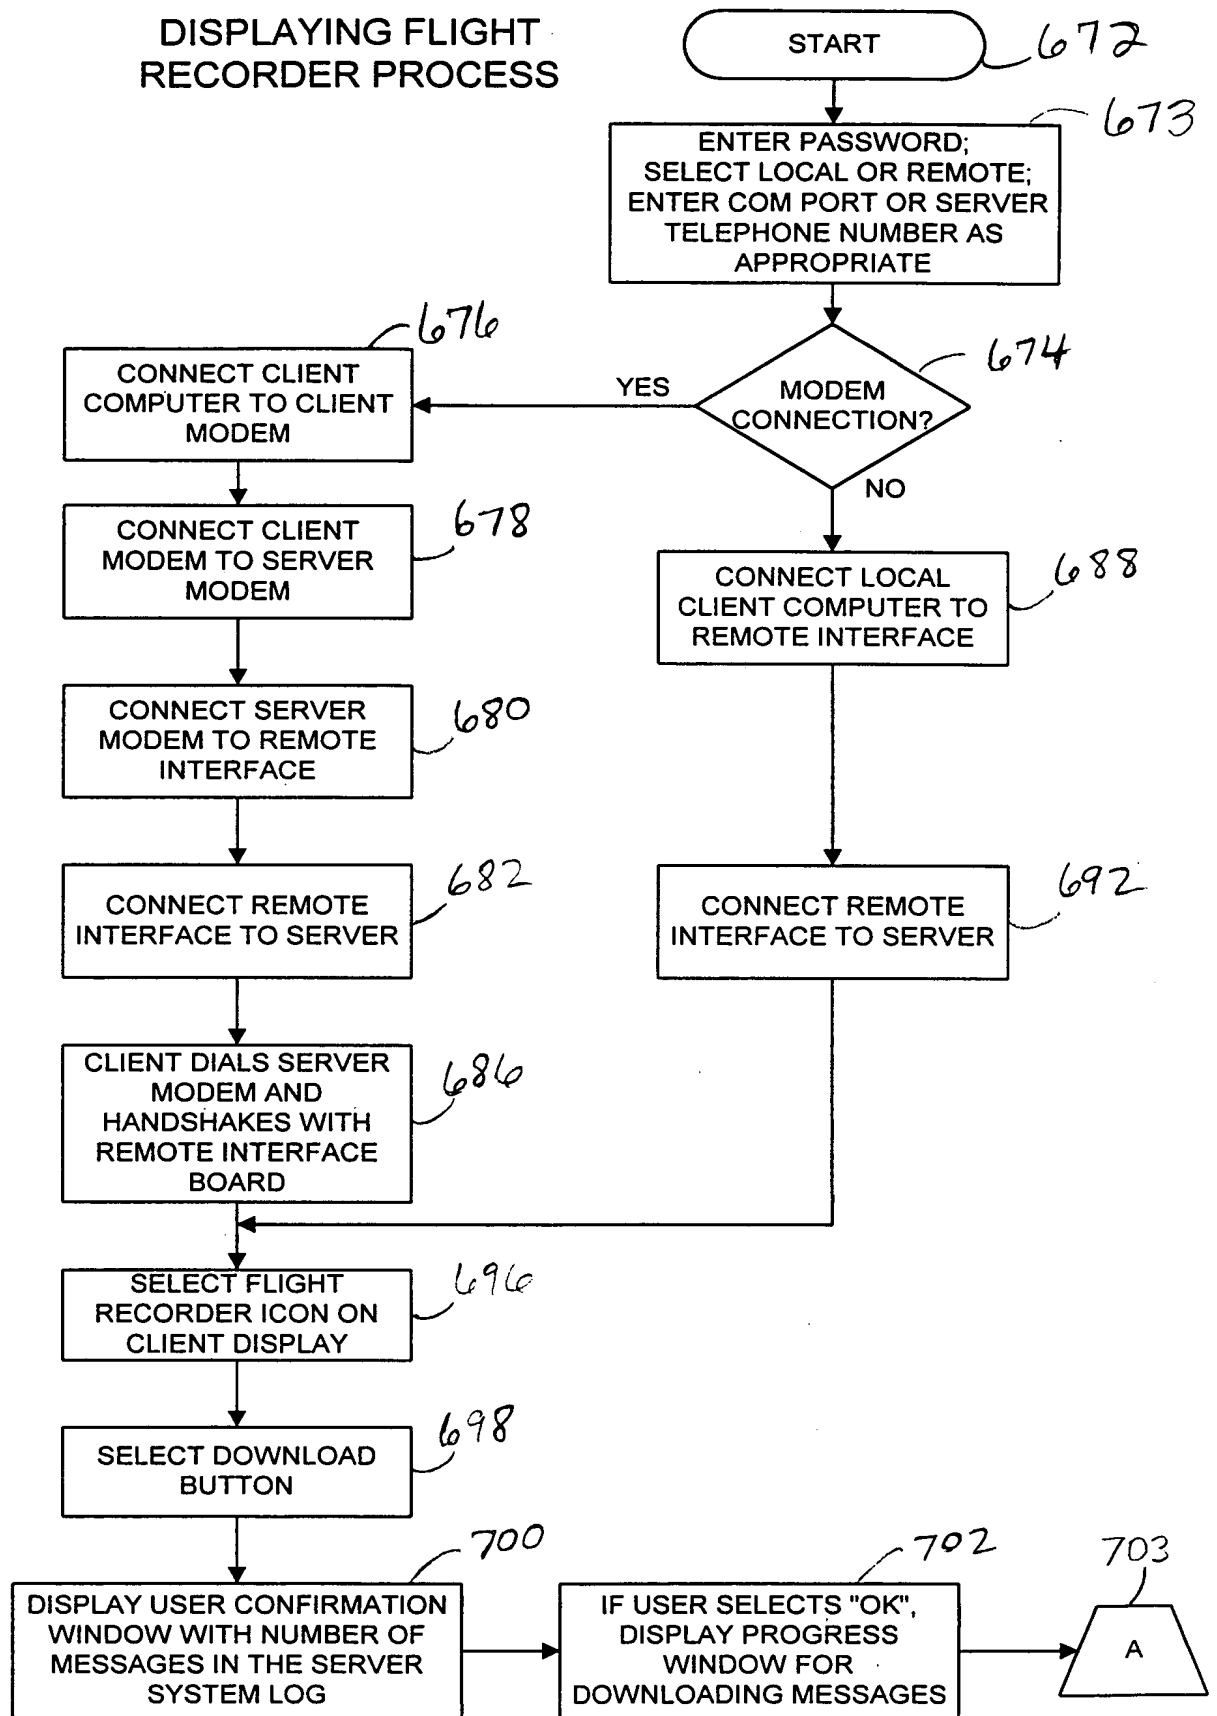 DISPLAYING FLIGHT
RECORDER PROCESS
START
672
673
ENTER PASSWORD;
SELECT LOCAL OR REMOTE;
ENTER COM PORT OR SERVER
TELEPHONE NUMBER AS
APPROPRIATE
674
MODEM
CONNECTION?
YES
NO
676
CONNECT CLIENT
COMPUTER TO CLIENT
MODEM
678
CONNECT CLIENT
MODEM TO SERVER
MODEM
688
CONNECT LOCAL
CLIENT COMPUTER TO
REMOTE INTERFACE
680
CONNECT SERVER
MODEM TO REMOTE
INTERFACE
682
CONNECT REMOTE
INTERFACE TO SERVER
692
CONNECT REMOTE
INTERFACE TO SERVER
686
CLIENT DIALS SERVER
MODEM AND
HANDSHAKES WITH
REMOTE INTERFACE
BOARD
696
SELECT FLIGHT
RECORDER ICON ON
CLIENT DISPLAY
698
SELECT DOWNLOAD
BUTTON
700
DISPLAY USER CONFIRMATION
WINDOW WITH NUMBER OF
MESSAGES IN THE SERVER
SYSTEM LOG
702
IF USER SELECTS "OK",
DISPLAY PROGRESS
WINDOW FOR
DOWNLOADING MESSAGES
703
A